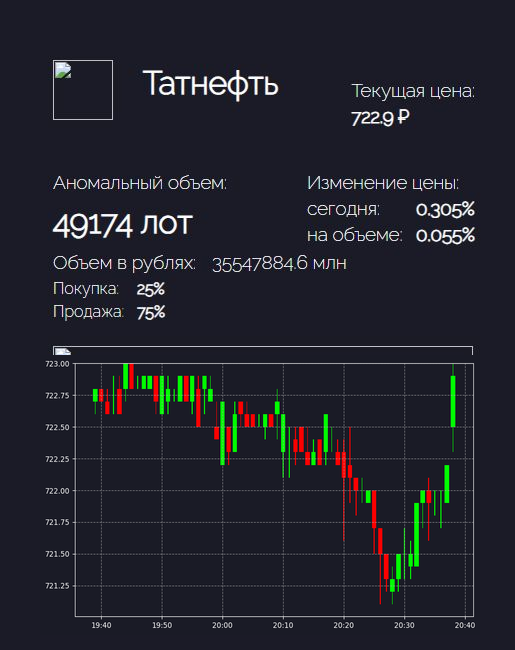 Татнефть
Текущая цена:
722.9 ₽
Аномальный объем:
49174 лот
Изменение цены:
сегодня: 0.305%
на объеме: 0.055%
Объем в рублях: 35547884.6 млн
Покупка: 25%
Продажа: 75%
723.00
722.75
722.50
722.25
722.00
721.75
721.50
721.25
19:40 19:50 20:00 20:10 20:20 20:30 20:40